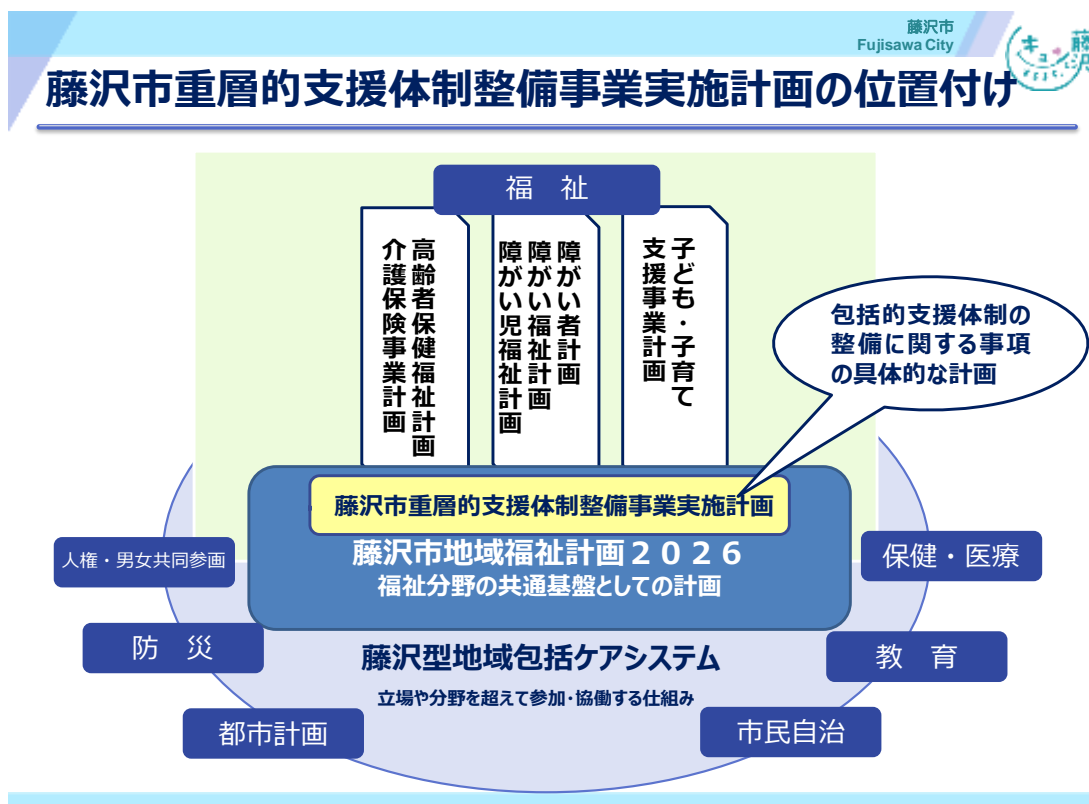 藤沢市
Fujisawa City
キュンとするまち。
藤沢
藤沢市重層的支援体制整備事業実施計画の位置付け
福　祉
高齢者保健福祉計画
介護保険事業計画
障がい者計画
障がい福祉計画
障がい児福祉計画
子ども・子育て
支援事業計画
包括的支援体制の
整備に関する事項
の具体的な計画
藤沢市重層的支援体制整備事業実施計画
藤沢市地域福祉計画２０２６
福祉分野の共通基盤としての計画
人権・男女共同参画
保健・医療
防　災
教　育
藤沢型地域包括ケアシステム
立場や分野を超えて参加・協働する仕組み
都市計画
市民自治